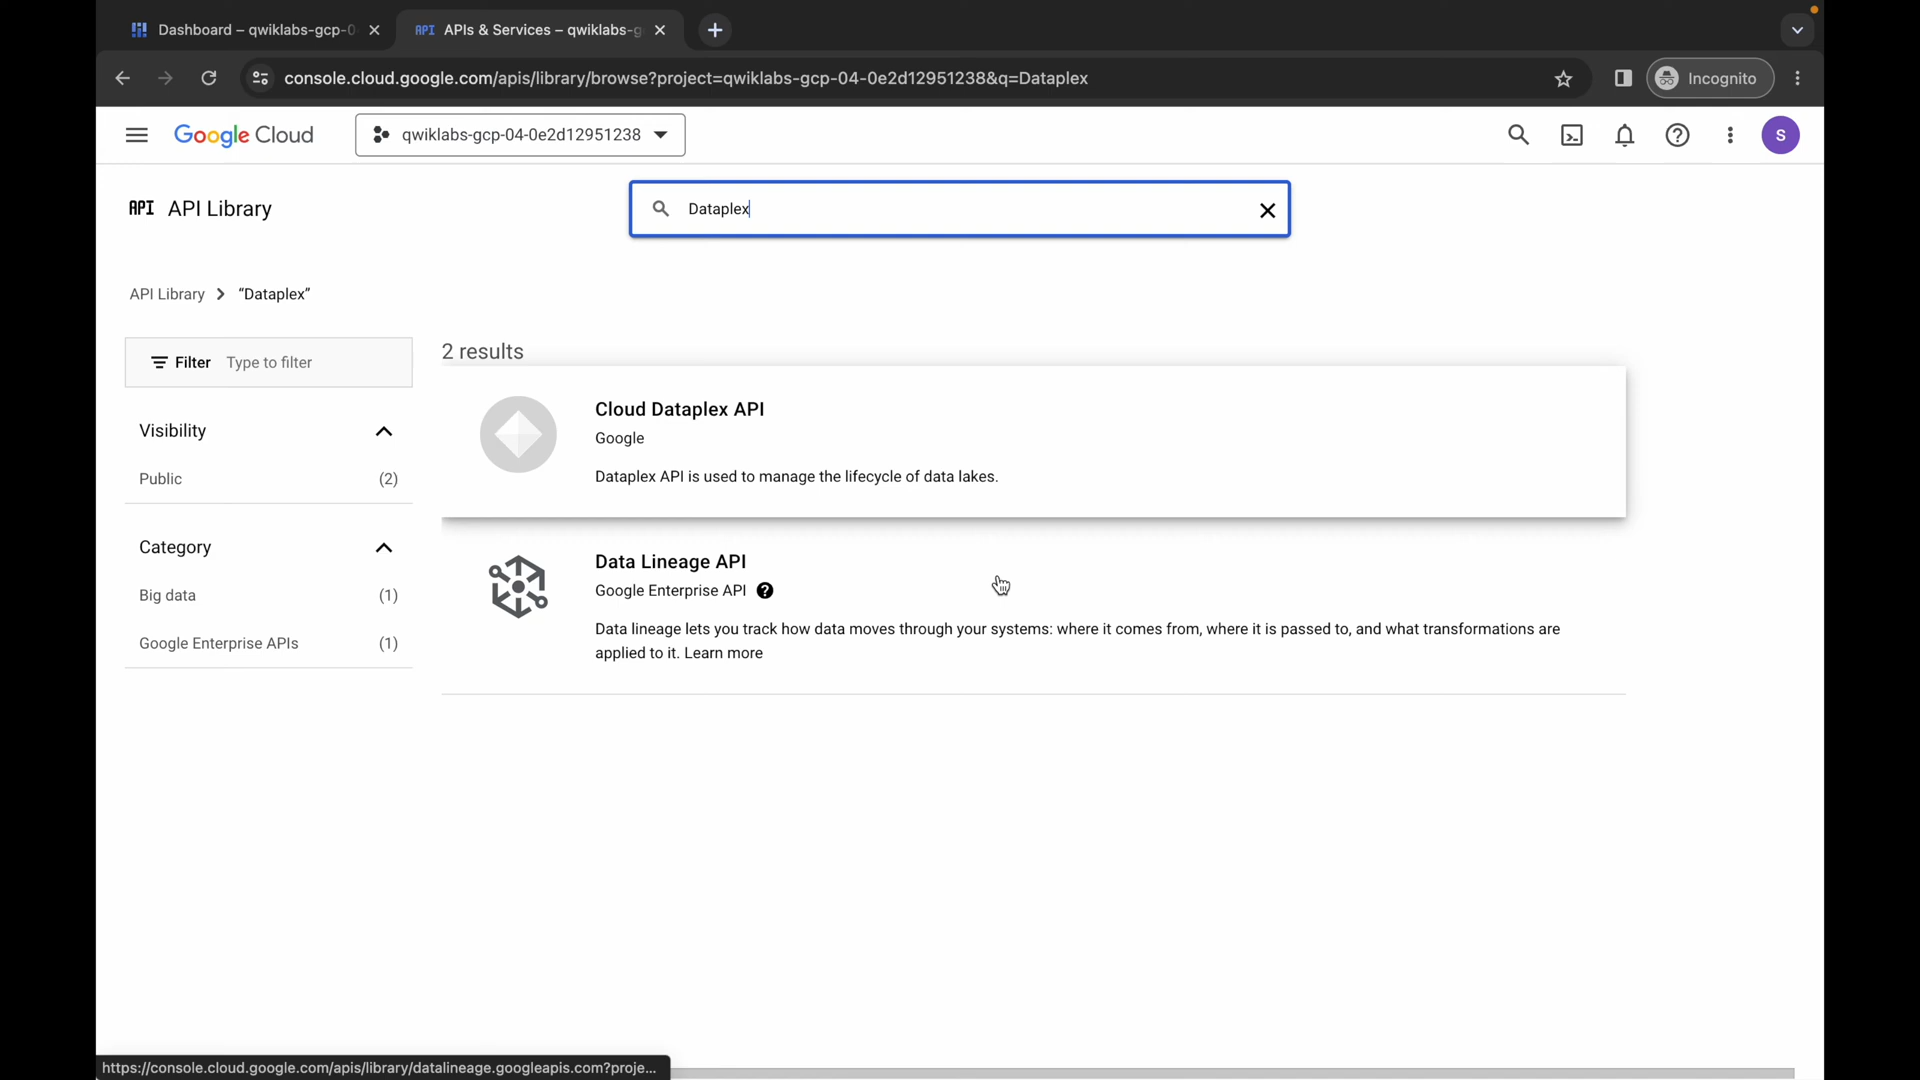 Dashboard – qwiklabs-gcp-0
API APIs & Services – qwiklabs-g
console.cloud.google.com/apis/library/browse?project=qwiklabs-gcp-04-0e2d12951238&q=Dataplex
Incognito
Google Cloud
qwiklabs-gcp-04-0e2d12951238
S
API API Library
Dataplex
API Library > “Dataplex”
Filter Type to filter
2 results
Visibility
Public (2)
Category
Big data (1)
Google Enterprise APIs (1)
Cloud Dataplex API
Google
Dataplex API is used to manage the lifecycle of data lakes.
Data Lineage API
Google Enterprise API
Data lineage lets you track how data moves through your systems: where it comes from, where it is passed to, and what transformations are
applied to it. Learn more
https://console.cloud.google.com/apis/library/datalineage.googleapis.com?proje...